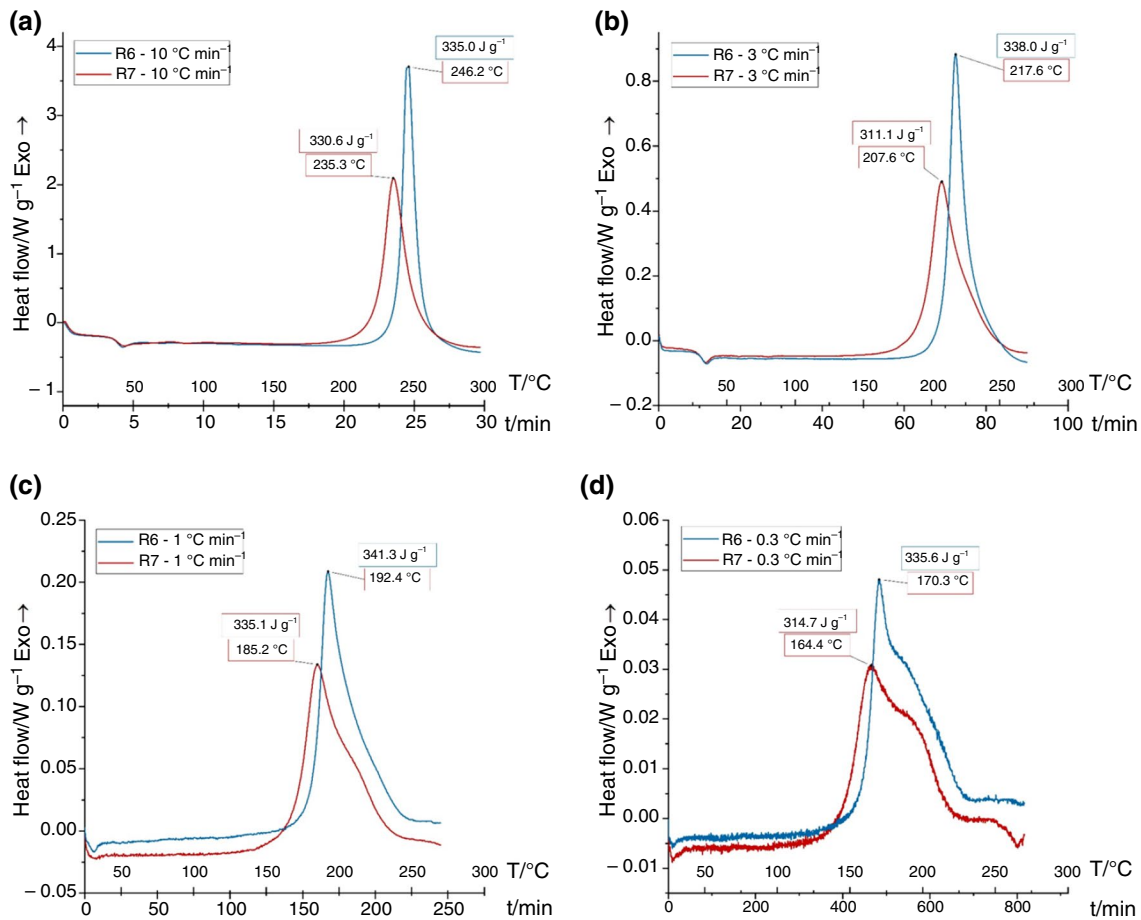 (a)
4
3
2
1
0
– 1
Heat flow/W g⁻¹ Exo →
R6 - 10 °C min⁻¹
R7 - 10 °C min⁻¹
335.0 J g⁻¹
246.2 °C
330.6 J g⁻¹
235.3 °C
50 100 150 200 250 300 T/°C
0 5 10 15 20 25 30 t/min
(b)
0.8
0.6
0.4
0.2
0.0
– 0.2
Heat flow/W g⁻¹ Exo →
R6 - 3 °C min⁻¹
R7 - 3 °C min⁻¹
338.0 J g⁻¹
217.6 °C
311.1 J g⁻¹
207.6 °C
50 100 150 200 250 300 T/°C
0 20 40 60 80 100 t/min
(c)
0.25
0.20
0.15
0.10
0.05
0.00
– 0.05
Heat flow/W g⁻¹ Exo→
R6 - 1 °C min⁻¹
R7 - 1 °C min⁻¹
341.3 J g⁻¹
192.4 °C
335.1 J g⁻¹
185.2 °C
50 100 150 200 250 300 T/°C
0 50 100 150 200 250 t/min
(d)
0.06
0.05
0.04
0.03
0.02
0.01
0.00
–0.01
Heat flow/W g⁻¹ Exo→
R6 - 0.3 °C min⁻¹
R7 - 0.3 °C min⁻¹
335.6 J g⁻¹
170.3 °C
314.7 J g⁻¹
164.4 °C
50 100 150 200 250 300 T/°C
0 200 400 600 800 t/min